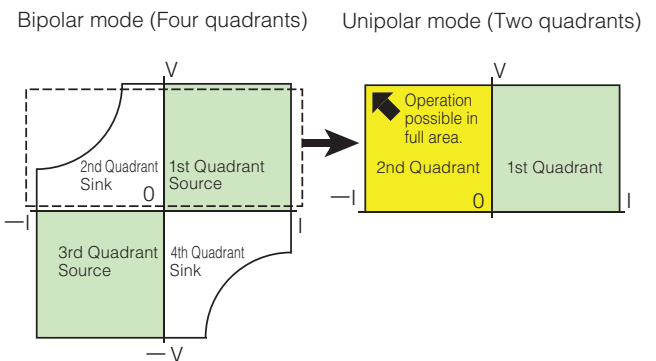 Bipolar mode (Four quadrants)
V
2nd Quadrant
Sink
1st Quadrant
Source
0
—I
I
3rd Quadrant
Source
4th Quadrant
Sink
— V
Unipolar mode (Two quadrants)
V
Operation
possible in
full area.
2nd Quadrant
1st Quadrant
—I
0
I